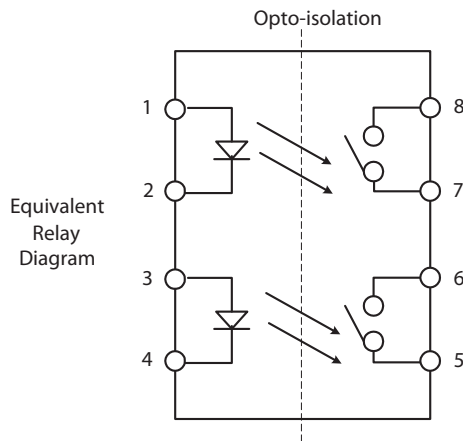 Opto-isolation
1
8
2
7
Equivalent
Relay
Diagram
3
6
4
5